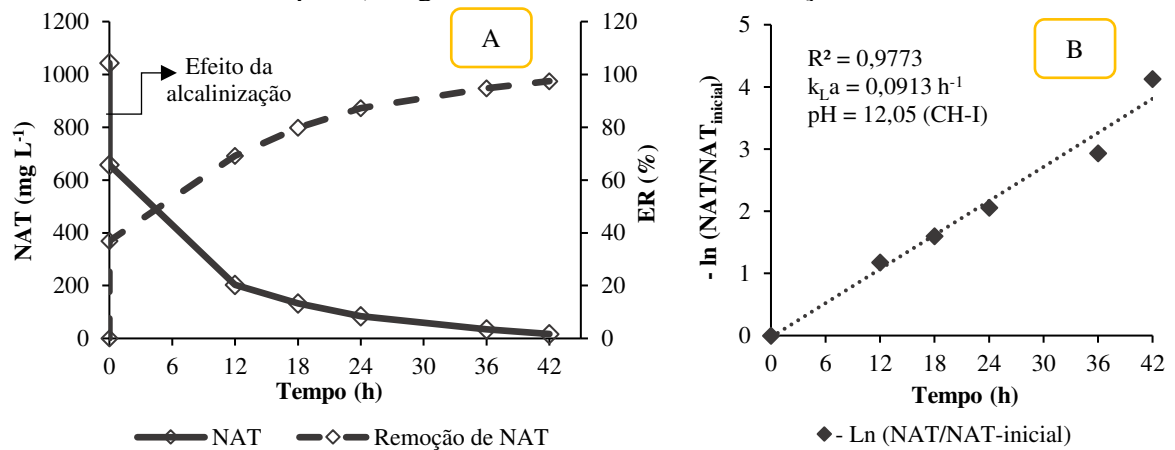 A
Efeito da
alcalinização
NAT (mg L⁻¹)
1200
1000
800
600
400
200
0
ER (%)
120
100
80
60
40
20
0
0 6 12 18 24 30 36 42
Tempo (h)
NAT
Remoção de NAT
B
R² = 0,9773
kLa = 0,0913 h⁻¹
pH = 12,05 (CH-I)
- ln (NAT/NATinicial)
5
4
3
2
1
0
0 6 12 18 24 30 36 42
Tempo (h)
- Ln (NAT/NAT-inicial)